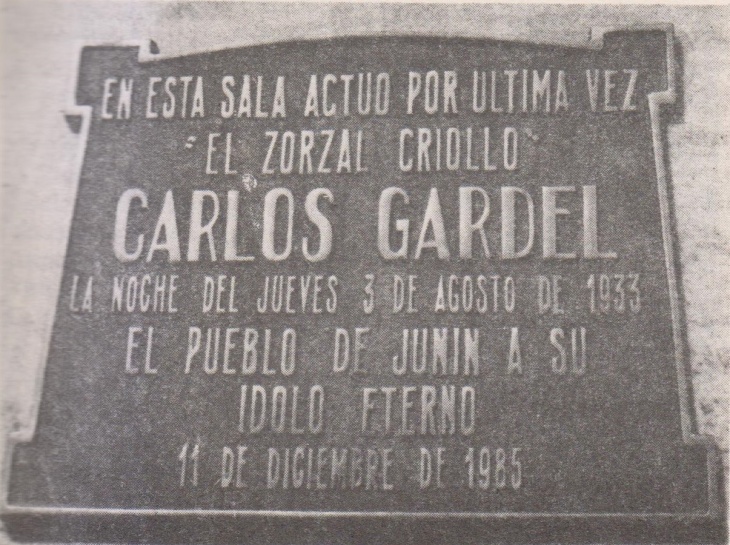 EN ESTA SALA ACTUO POR ULTIMA VEZ
"EL ZORZAL CRIOLLO"
CARLOS GARDEL
LA NOCHE DEL JUEVES 3 DE AGOSTO DE 1933
EL PUEBLO DE JUNIN A SU
IDOLO ETERNO
11 DE DICIEMBRE DE 1985